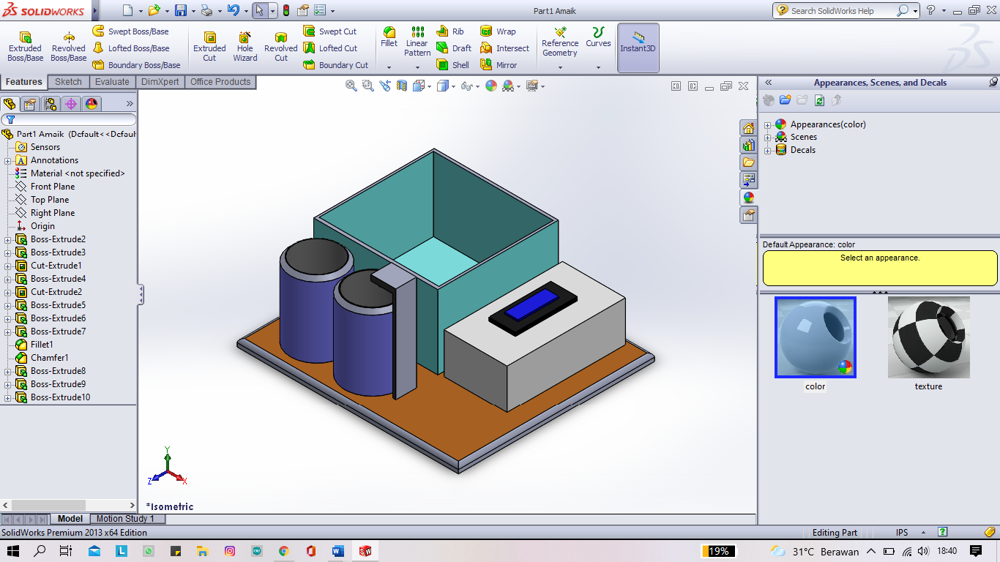 SOLIDWORKS
Part1 Amaik
Search SolidWorks Help
Extruded Boss/Base
Revolved Boss/Base
Swept Boss/Base
Lofted Boss/Base
Boundary Boss/Base
Extruded Cut
Hole Wizard
Revolved Cut
Swept Cut
Lofted Cut
Boundary Cut
Fillet
Linear Pattern
Rib
Draft
Shell
Wrap
Intersect
Mirror
Reference Geometry
Curves
Instant3D
Features
Sketch
Evaluate
DimXpert
Office Products
Part1 Amaik (Default<<Defaul
Sensors
Annotations
Material <not specified>
Front Plane
Top Plane
Right Plane
Origin
Boss-Extrude2
Boss-Extrude3
Cut-Extrude1
Boss-Extrude4
Cut-Extrude2
Boss-Extrude5
Boss-Extrude6
Boss-Extrude7
Fillet1
Chamfer1
Boss-Extrude8
Boss-Extrude9
Boss-Extrude10
Y
Z
X
*Isometric
Appearances, Scenes, and Decals
Appearances(color)
Scenes
Decals
Default Appearance: color
Select an appearance.
color
texture
Model
Motion Study 1
SolidWorks Premium 2013 x64 Edition
Editing Part
IPS
19%
31°C Berawan
18:40